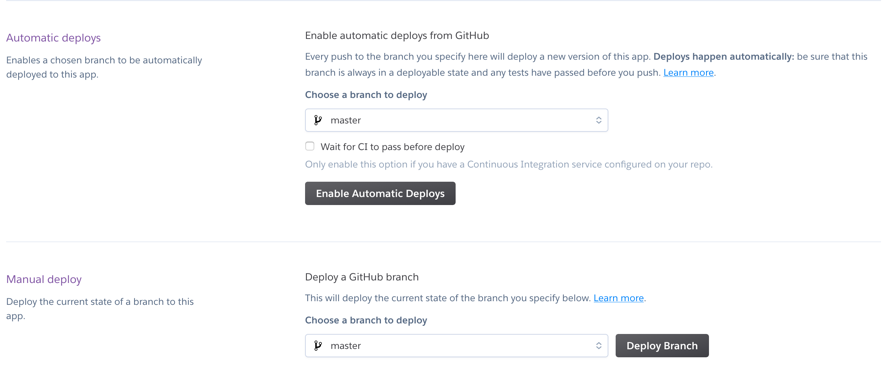 Automatic deploys
Enables a chosen branch to be automatically
deployed to this app.
Enable automatic deploys from GitHub
Every push to the branch you specify here will deploy a new version of this app. Deploys happen automatically: be sure that this
branch is always in a deployable state and any tests have passed before you push. Learn more.
Choose a branch to deploy
master
Wait for CI to pass before deploy
Only enable this option if you have a Continuous Integration service configured on your repo.
Enable Automatic Deploys
Manual deploy
Deploy the current state of a branch to this
app.
Deploy a GitHub branch
This will deploy the current state of the branch you specify below. Learn more.
Choose a branch to deploy
master
Deploy Branch